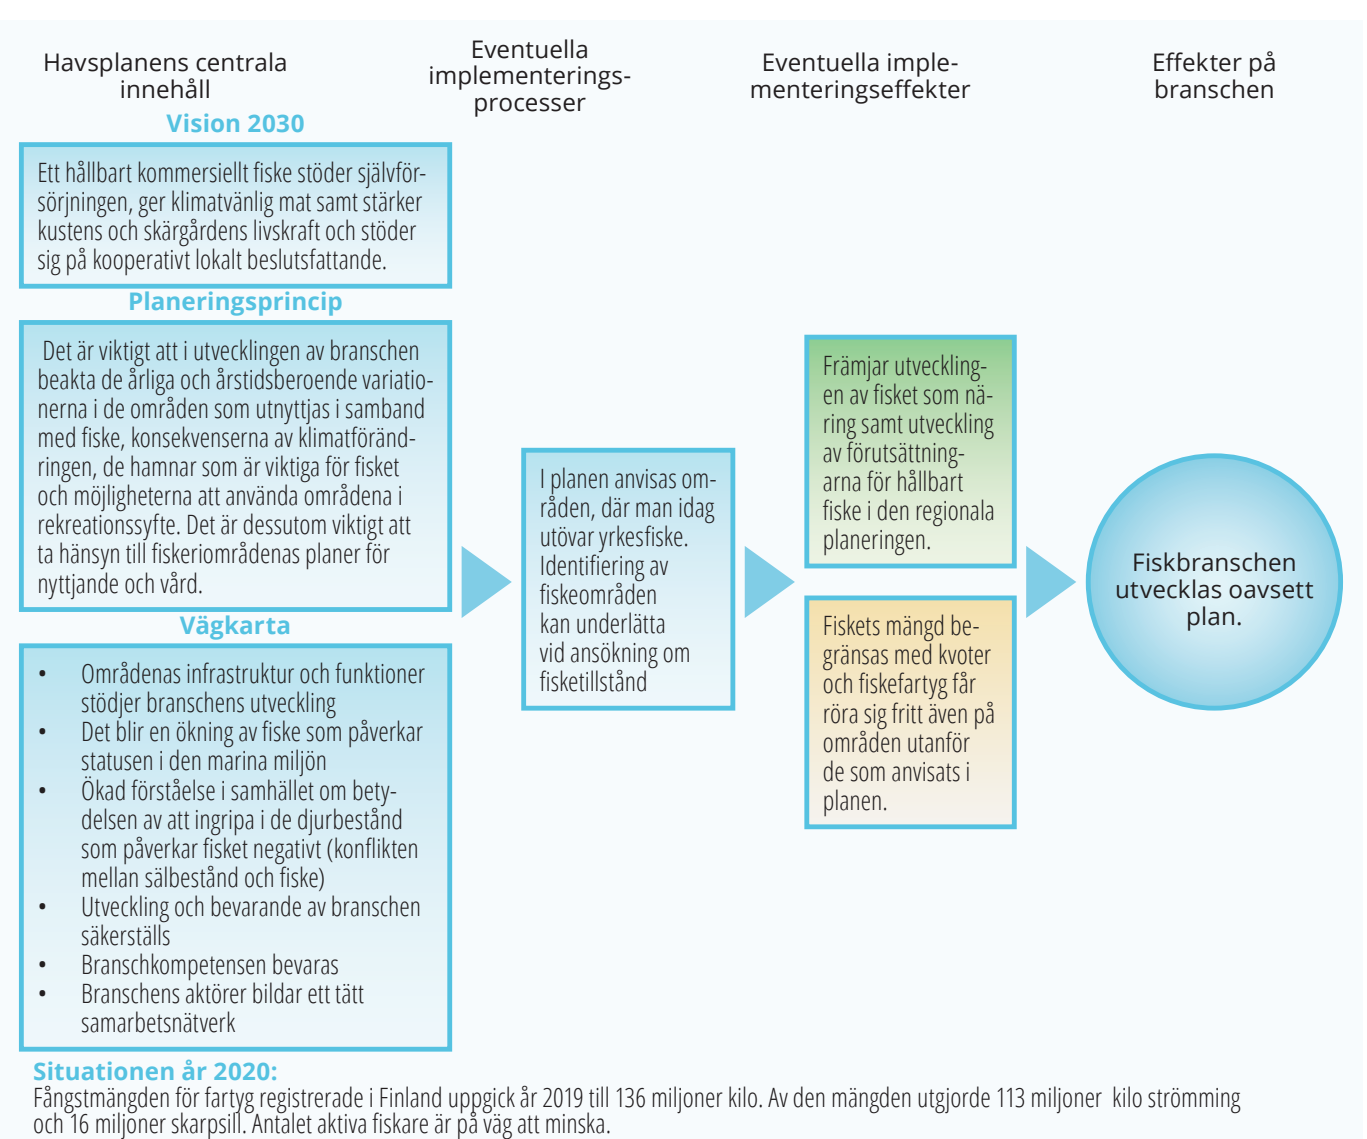 Havsplanens centrala
innehåll
Eventuella
implementerings-
processer
Eventuella imple-
menteringseffekter
Effekter på
branschen
Vision 2030
Ett hållbart kommersiellt fiske stöder självför-
sörjningen, ger klimatvänlig mat samt stärker
kustens och skärgårdens livskraft och stöder
sig på kooperativt lokalt beslutsfattande.
Planeringsprincip
Det är viktigt att i utvecklingen av branschen
beakta de årliga och årstidsberoende variatio-
nerna i de områden som utnyttjas i samband
med fiske, konsekvenserna av klimatföränd-
ringen, de hamnar som är viktiga för fisket
och möjligheterna att använda områdena i
rekreationssyfte. Det är dessutom viktigt att
ta hänsyn till fiskeriområdenas planer för
nyttjande och vård.
Vägkarta
• Områdenas infrastruktur och funktioner
stödjer branschens utveckling
• Det blir en ökning av fiske som påverkar
statusen i den marina miljön
• Ökad förståelse i samhället om bety-
delsen av att ingripa i de djurbestånd
som påverkar fisket negativt (konflikten
mellan sälbestånd och fiske)
• Utveckling och bevarande av branschen
säkerställs
• Branschkompetensen bevaras
• Branschens aktörer bildar ett tätt
samarbetsnätverk
I planen anvisas om-
råden, där man idag
utövar yrkesfiske.
Identifiering av
fiskeområden
kan underlätta
vid ansökning om
fisketillstånd
Främjar utveckling-
en av fisket som nä-
ring samt utveckling
av förutsättning-
arna för hållbart
fiske i den regionala
planeringen.
Fiskets mängd be-
gränsas med kvoter
och fiskefartyg får
röra sig fritt även på
områden utanför
de som anvisats i
planen.
Fiskbranschen
utvecklas oavsett
plan.
Situationen år 2020:
Fångstmängden för fartyg registrerade i Finland uppgick år 2019 till 136 miljoner kilo. Av den mängden utgjorde 113 miljoner kilo strömming
och 16 miljoner skarpsill. Antalet aktiva fiskare är på väg att minska.